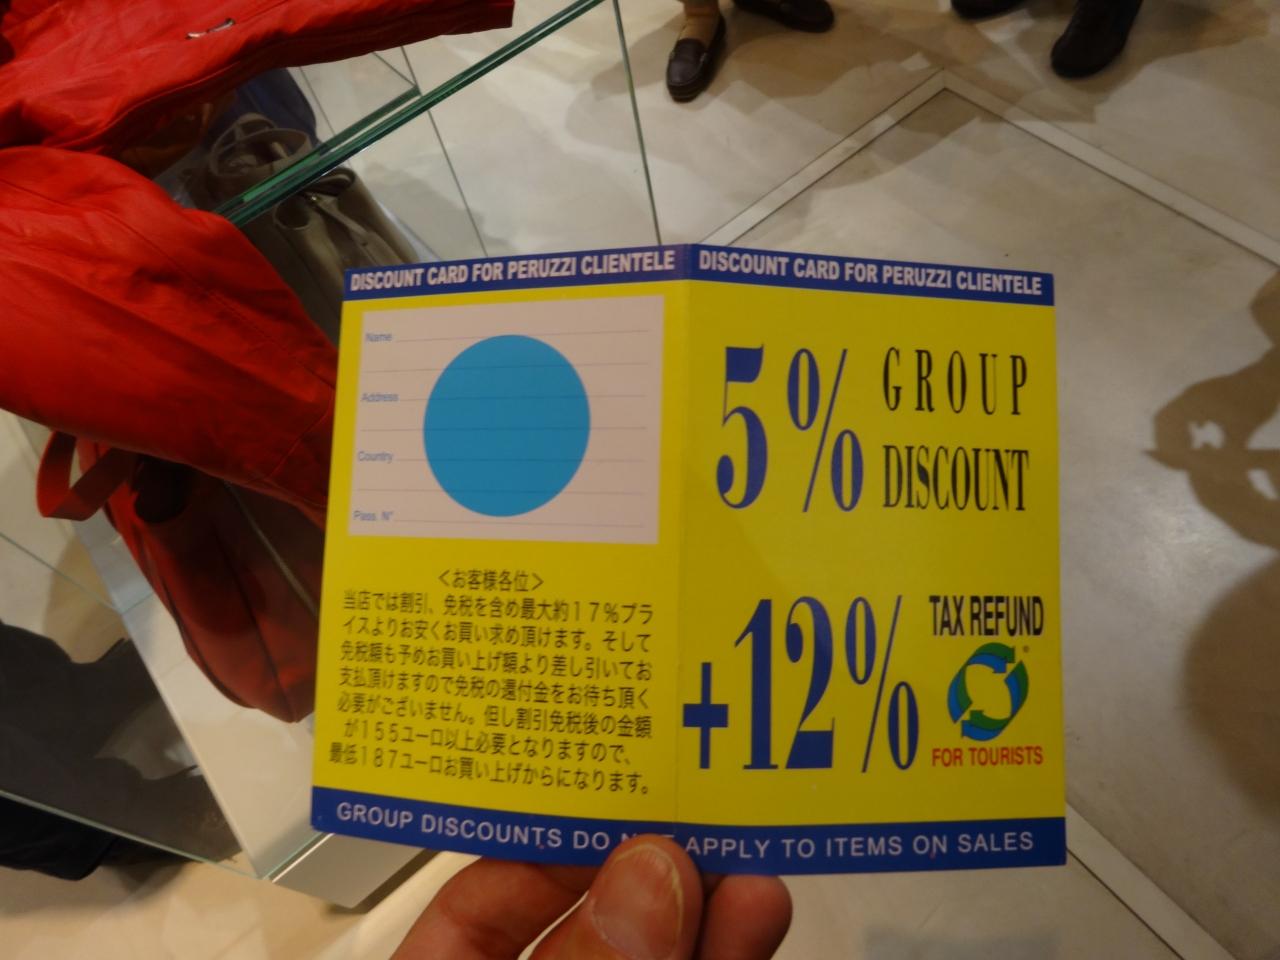 DISCOUNT CARD FOR PERUZZI CLIENTELE
Name
Address
Country
Pass. N°
＜お客様各位＞
当店では割引、免税を含め最大約１７％プラ
イスよりお安くお買い求め頂けます。そして
免税額も予めお買い上げ額より差し引いてお
支払頂けますので免税の還付金をお待ち頂く
必要がございません。但し割引免税後の金額
が１５５ユーロ以上必要となりますので、
最低１８７ユーロお買い上げからになります。
DISCOUNT CARD FOR PERUZZI CLIENTELE
5% GROUP
DISCOUNT
+12% TAX REFUND
FOR TOURISTS
GROUP DISCOUNTS DO APPLY TO ITEMS ON SALES